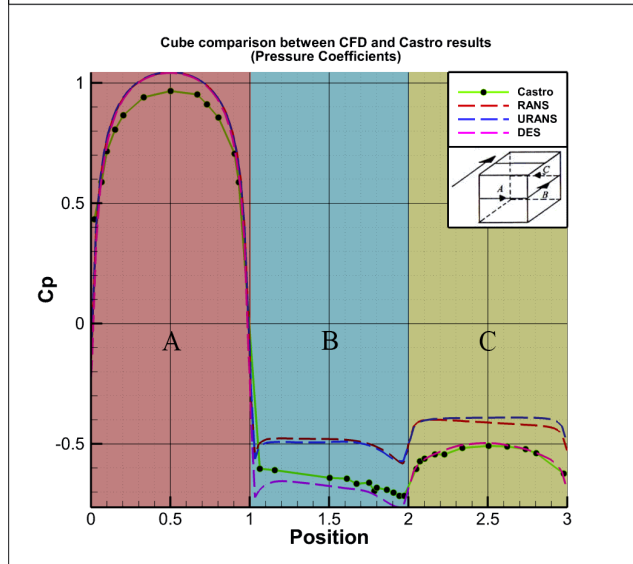 Cube comparison between CFD and Castro results
(Pressure Coefficients)
Castro
RANS
URANS
DES
C
A
B
1
0.5
0
-0.5
Cp
A
B
C
0
0.5
1
1.5
2
2.5
3
Position